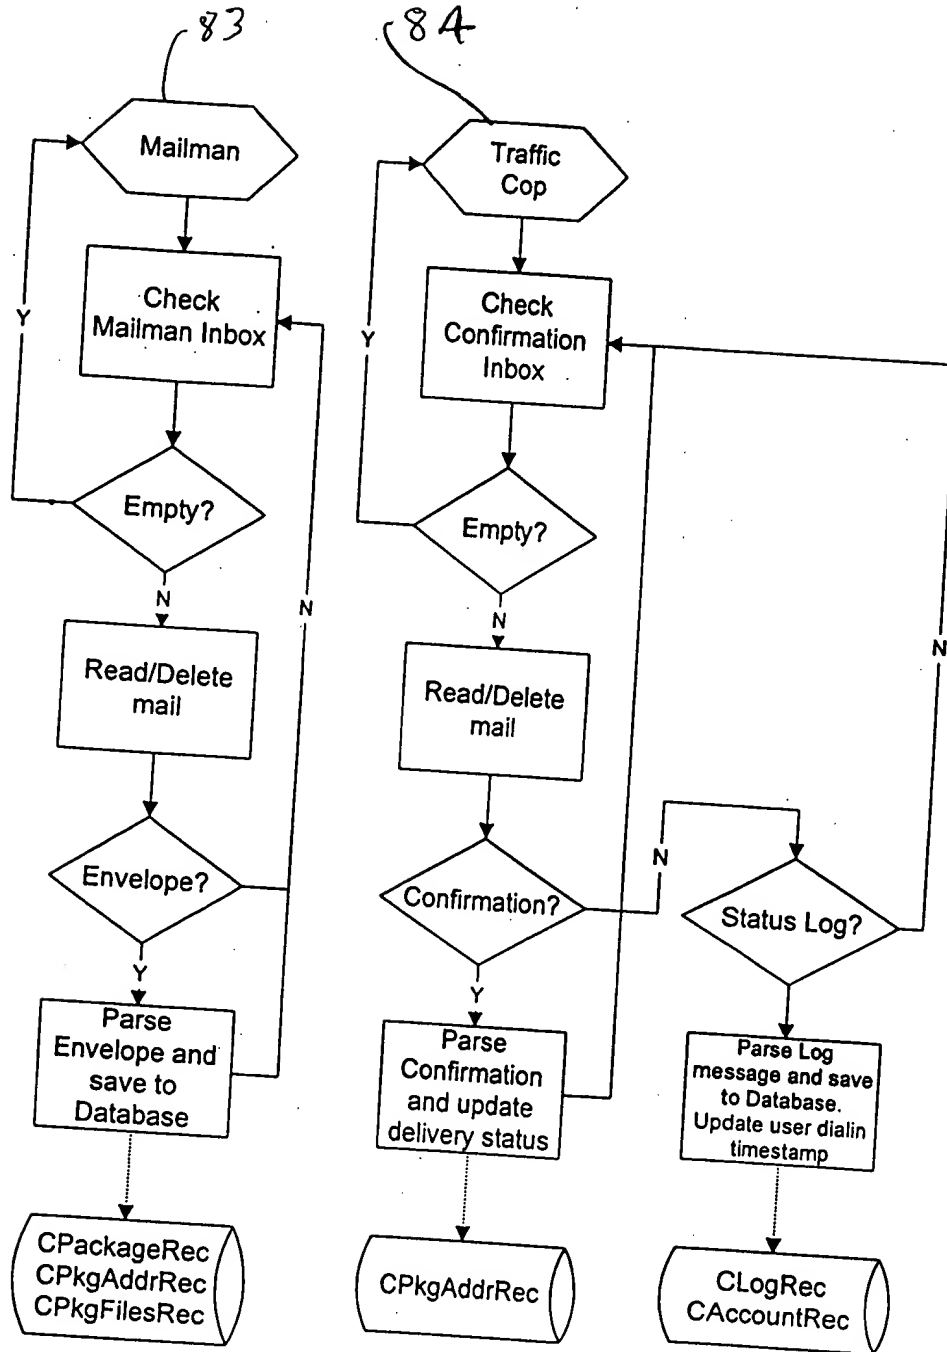 83
Mailman
Check
Mailman Inbox
Y
Empty?
N
N
Read/Delete
mail
Envelope?
Y
Parse
Envelope and
save to
Database
CPackageRec
CPkgAddrRec
CPkgFilesRec
84
Traffic
Cop
Check
Confirmation
Inbox
Y
Empty?
N
Read/Delete
mail
Confirmation?
N
Y
Parse
Confirmation
and update
delivery status
CPkgAddrRec
N
Status Log?
Parse Log
message and save
to Database.
Update user dialin
timestamp
CLogRec
CAccountRec